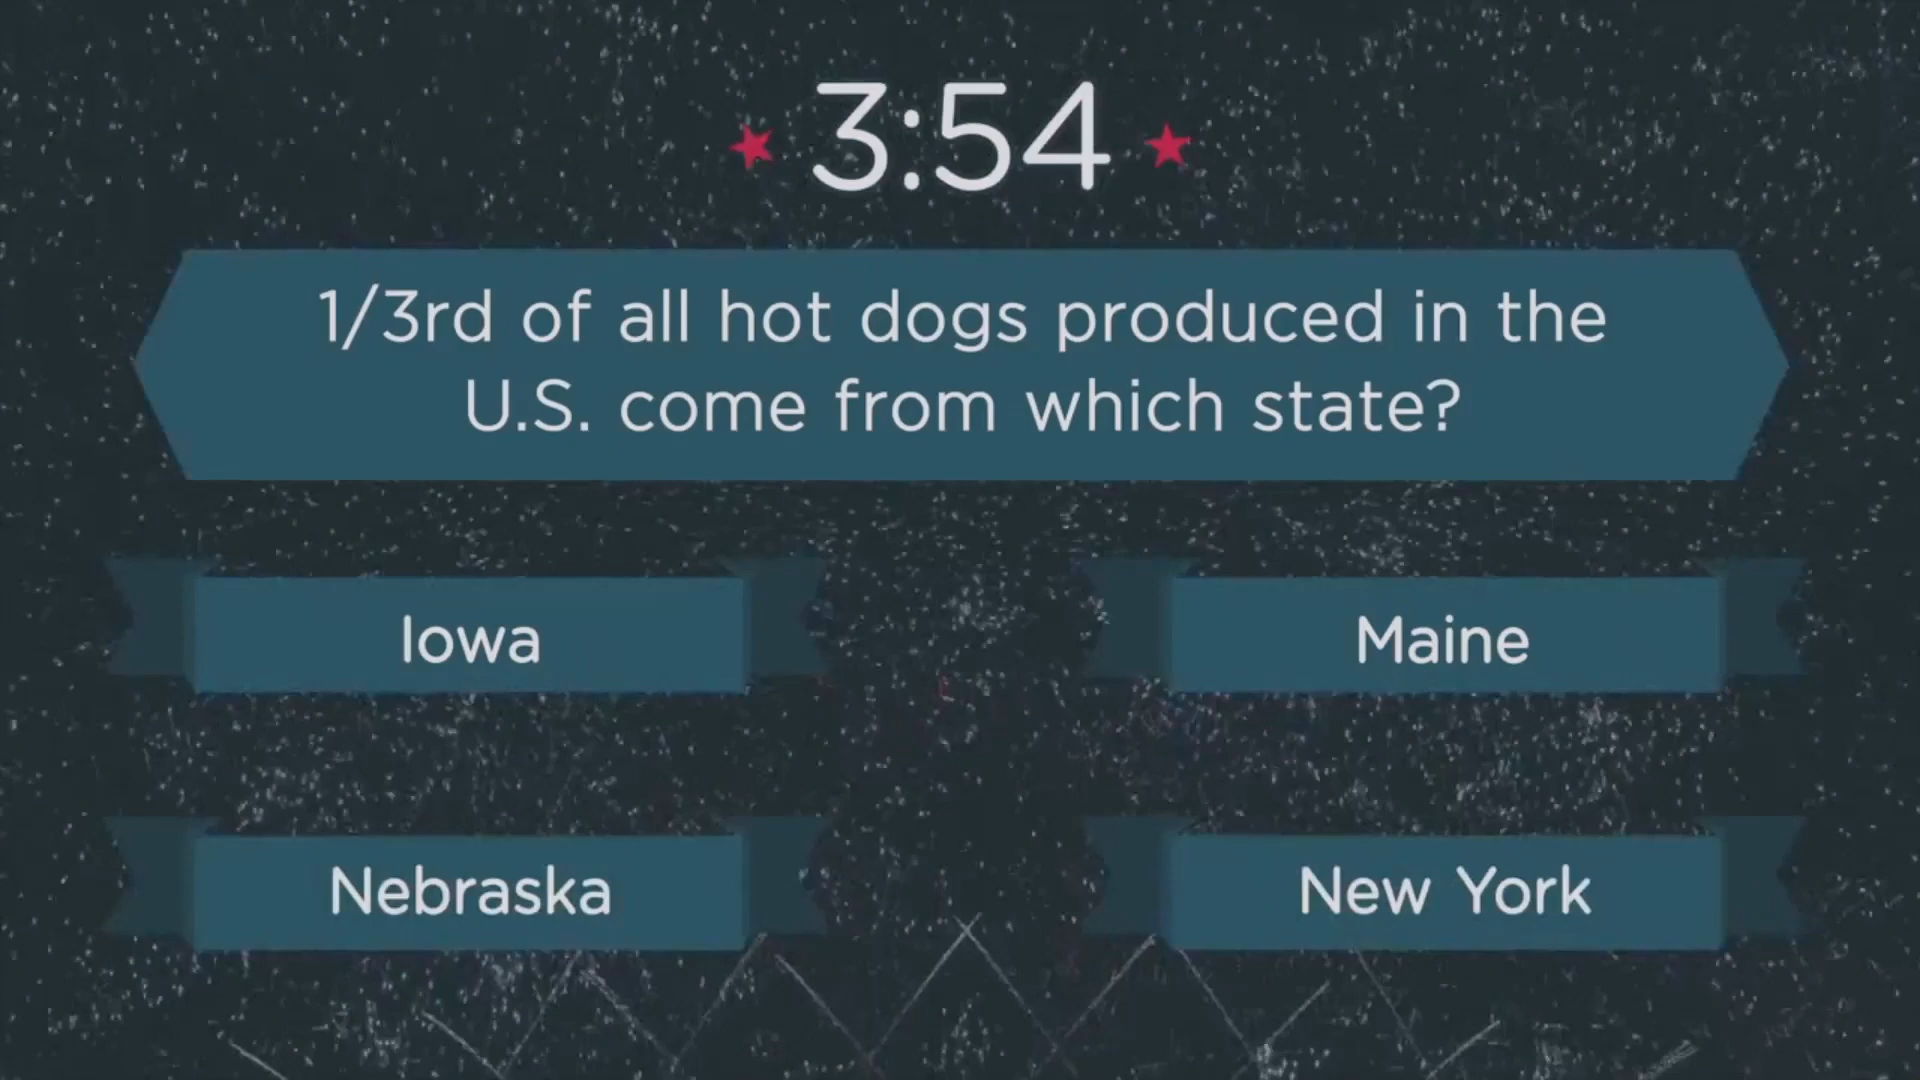 3:54
1/3rd of all hot dogs produced in the
U.S. come from which state?
Iowa
Maine
Nebraska
New York